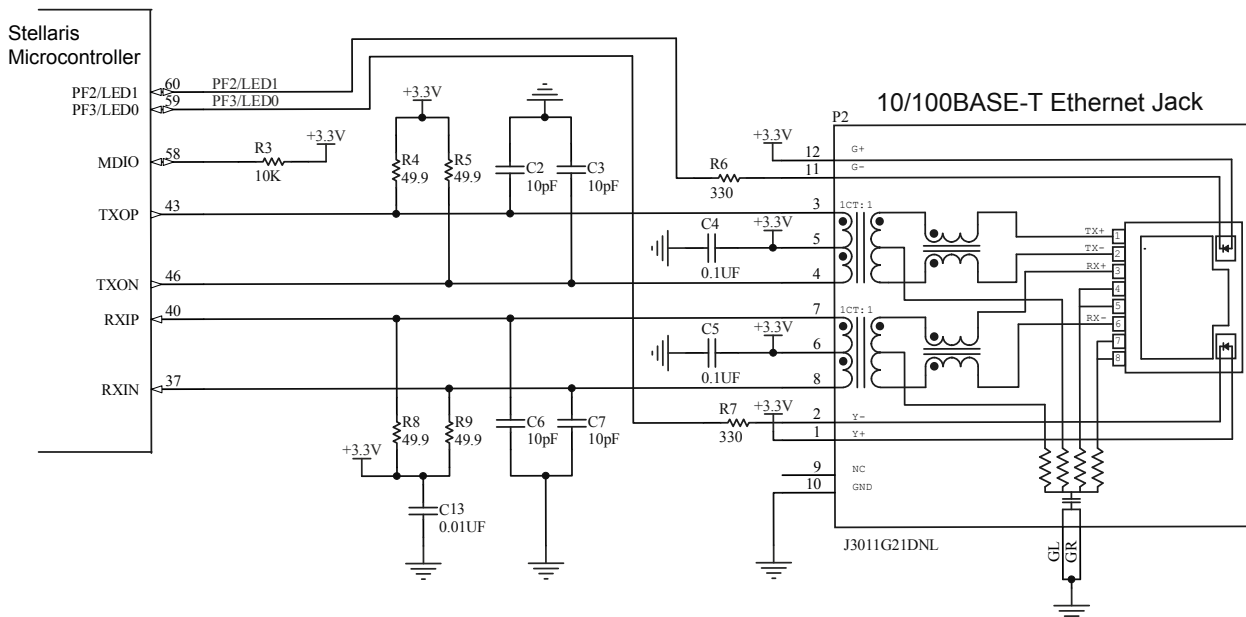 Stellaris
Microcontroller
PF2/LED1
60
PF2/LED1
PF3/LED0
59
PF3/LED0
MDIO
58
R3
10K
+3.3V
TXOP
43
TXON
46
RXIP
40
RXIN
37
+3.3V
R4
49.9
R5
49.9
C2
10pF
C3
10pF
R6
330
C4
0.1UF
+3.3V
C5
0.1UF
+3.3V
R7
330
+3.3V
R8
49.9
R9
49.9
C6
10pF
C7
10pF
+3.3V
C13
0.01UF
10/100BASE-T Ethernet Jack
P2
+3.3V
12
G+
11
G-
3
1CT:1
5
4
7
1CT:1
6
8
2
Y-
1
Y+
9
NC
10
GND
TX+
1
TX-
2
RX+
3
4
5
RX-
6
7
8
J3011G21DNL
GL
GR